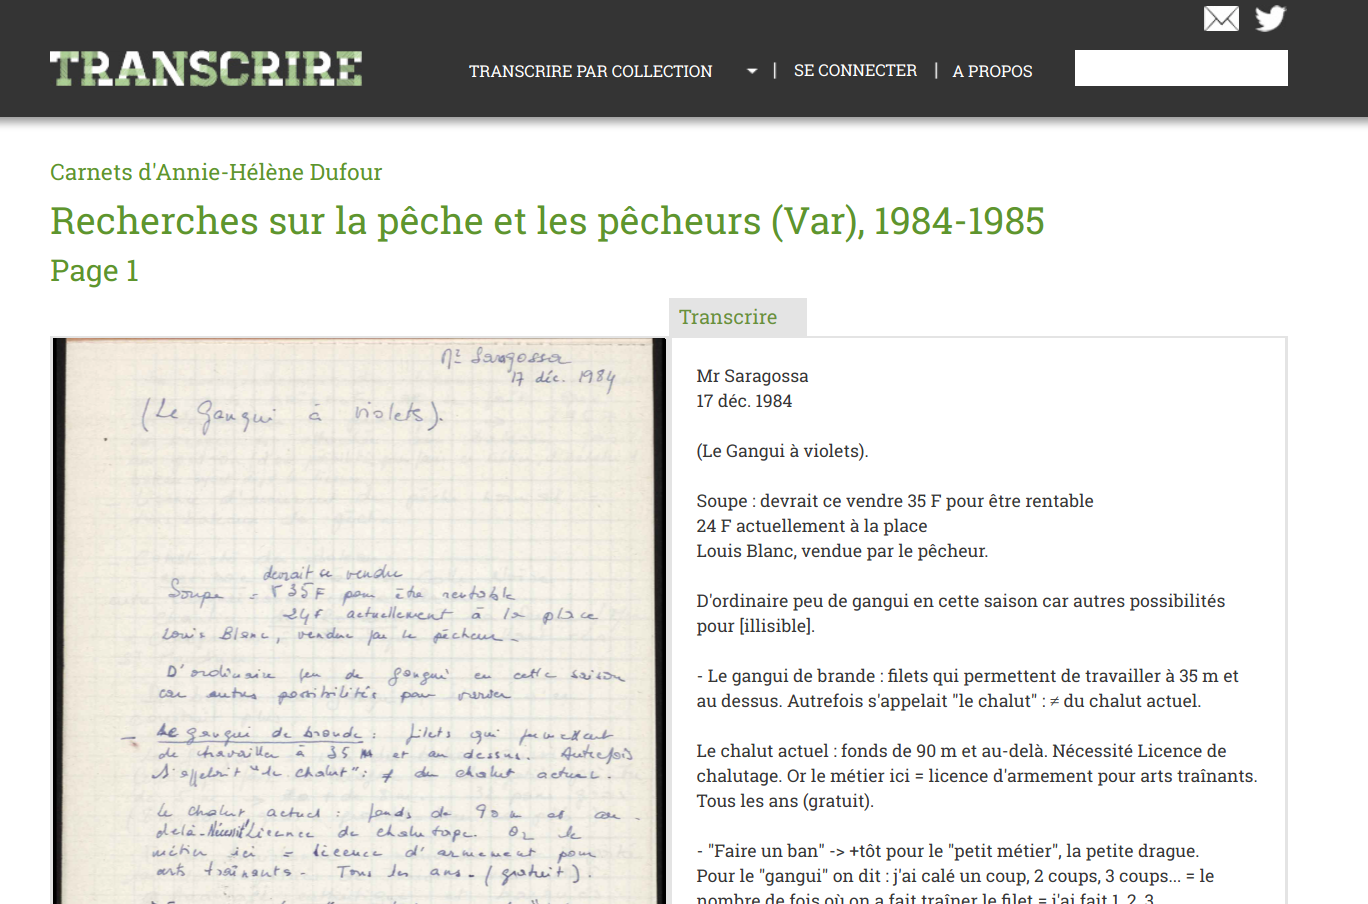 TRANSCRIRE
TRANSCRIRE PAR COLLECTION | SE CONNECTER | A PROPOS
Carnets d'Annie-Hélène Dufour
Recherches sur la pêche et les pêcheurs (Var), 1984-1985
Page 1
Transcrire
Mr Saragossa
17 déc. 1984
(Le Gangui à violets).
devrait se vendre
Soupe = 35 F pour être rentable
24 F actuellement à la place
Louis Blanc, vendue par le pêcheur.
D'ordinaire peu de gangui en cette saison
car autres possibilités pour varier
- Le gangui de brande : filets qui permettent
de travailler à 35 m et au dessus. Autrefois
s'appelait "le chalut" : ≠ du chalut actuel.
Le chalut actuel : fonds de 90 m et au-
delà. Nécessité Licence de chalutage. Or le
métier ici = licence d'armement pour
arts traînants. Tous les ans. (gratuit).
Mr Saragossa
17 déc. 1984
(Le Gangui à violets).
Soupe : devrait ce vendre 35 F pour être rentable
24 F actuellement à la place
Louis Blanc, vendue par le pêcheur.
D'ordinaire peu de gangui en cette saison car autres possibilités
pour [illisible].
- Le gangui de brande : filets qui permettent de travailler à 35 m et
au dessus. Autrefois s'appelait "le chalut" : ≠ du chalut actuel.
Le chalut actuel : fonds de 90 m et au-delà. Nécessité Licence de
chalutage. Or le métier ici = licence d'armement pour arts traînants.
Tous les ans (gratuit).
- "Faire un ban" -> +tôt pour le "petit métier", la petite drague.
Pour le "gangui" on dit : j'ai calé un coup, 2 coups, 3 coups... = le
nombre de fois où on a fait traîner le filet = j'ai fait 1, 2, 3